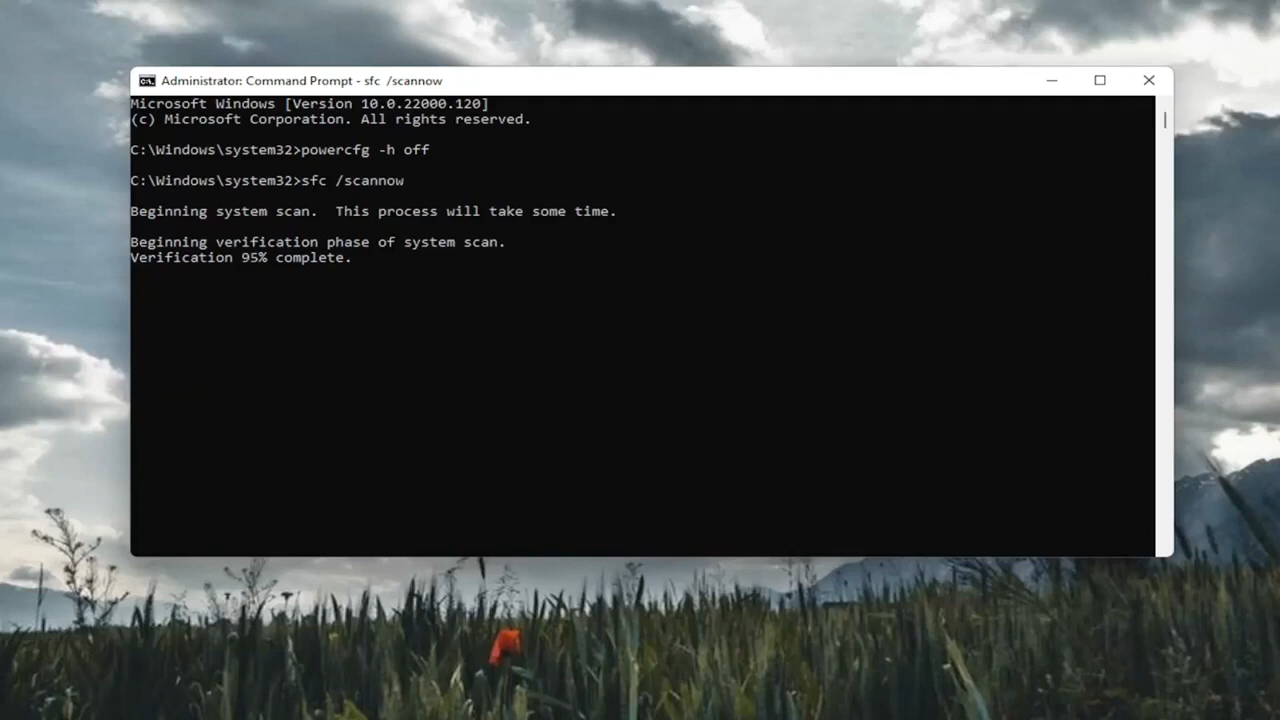 Administrator: Command Prompt - sfc  /scannow
Microsoft Windows [Version 10.0.22000.120]
(c) Microsoft Corporation. All rights reserved.
C:\Windows\system32>powercfg -h off
C:\Windows\system32>sfc /scannow
Beginning system scan.  This process will take some time.
Beginning verification phase of system scan.
Verification 95% complete.